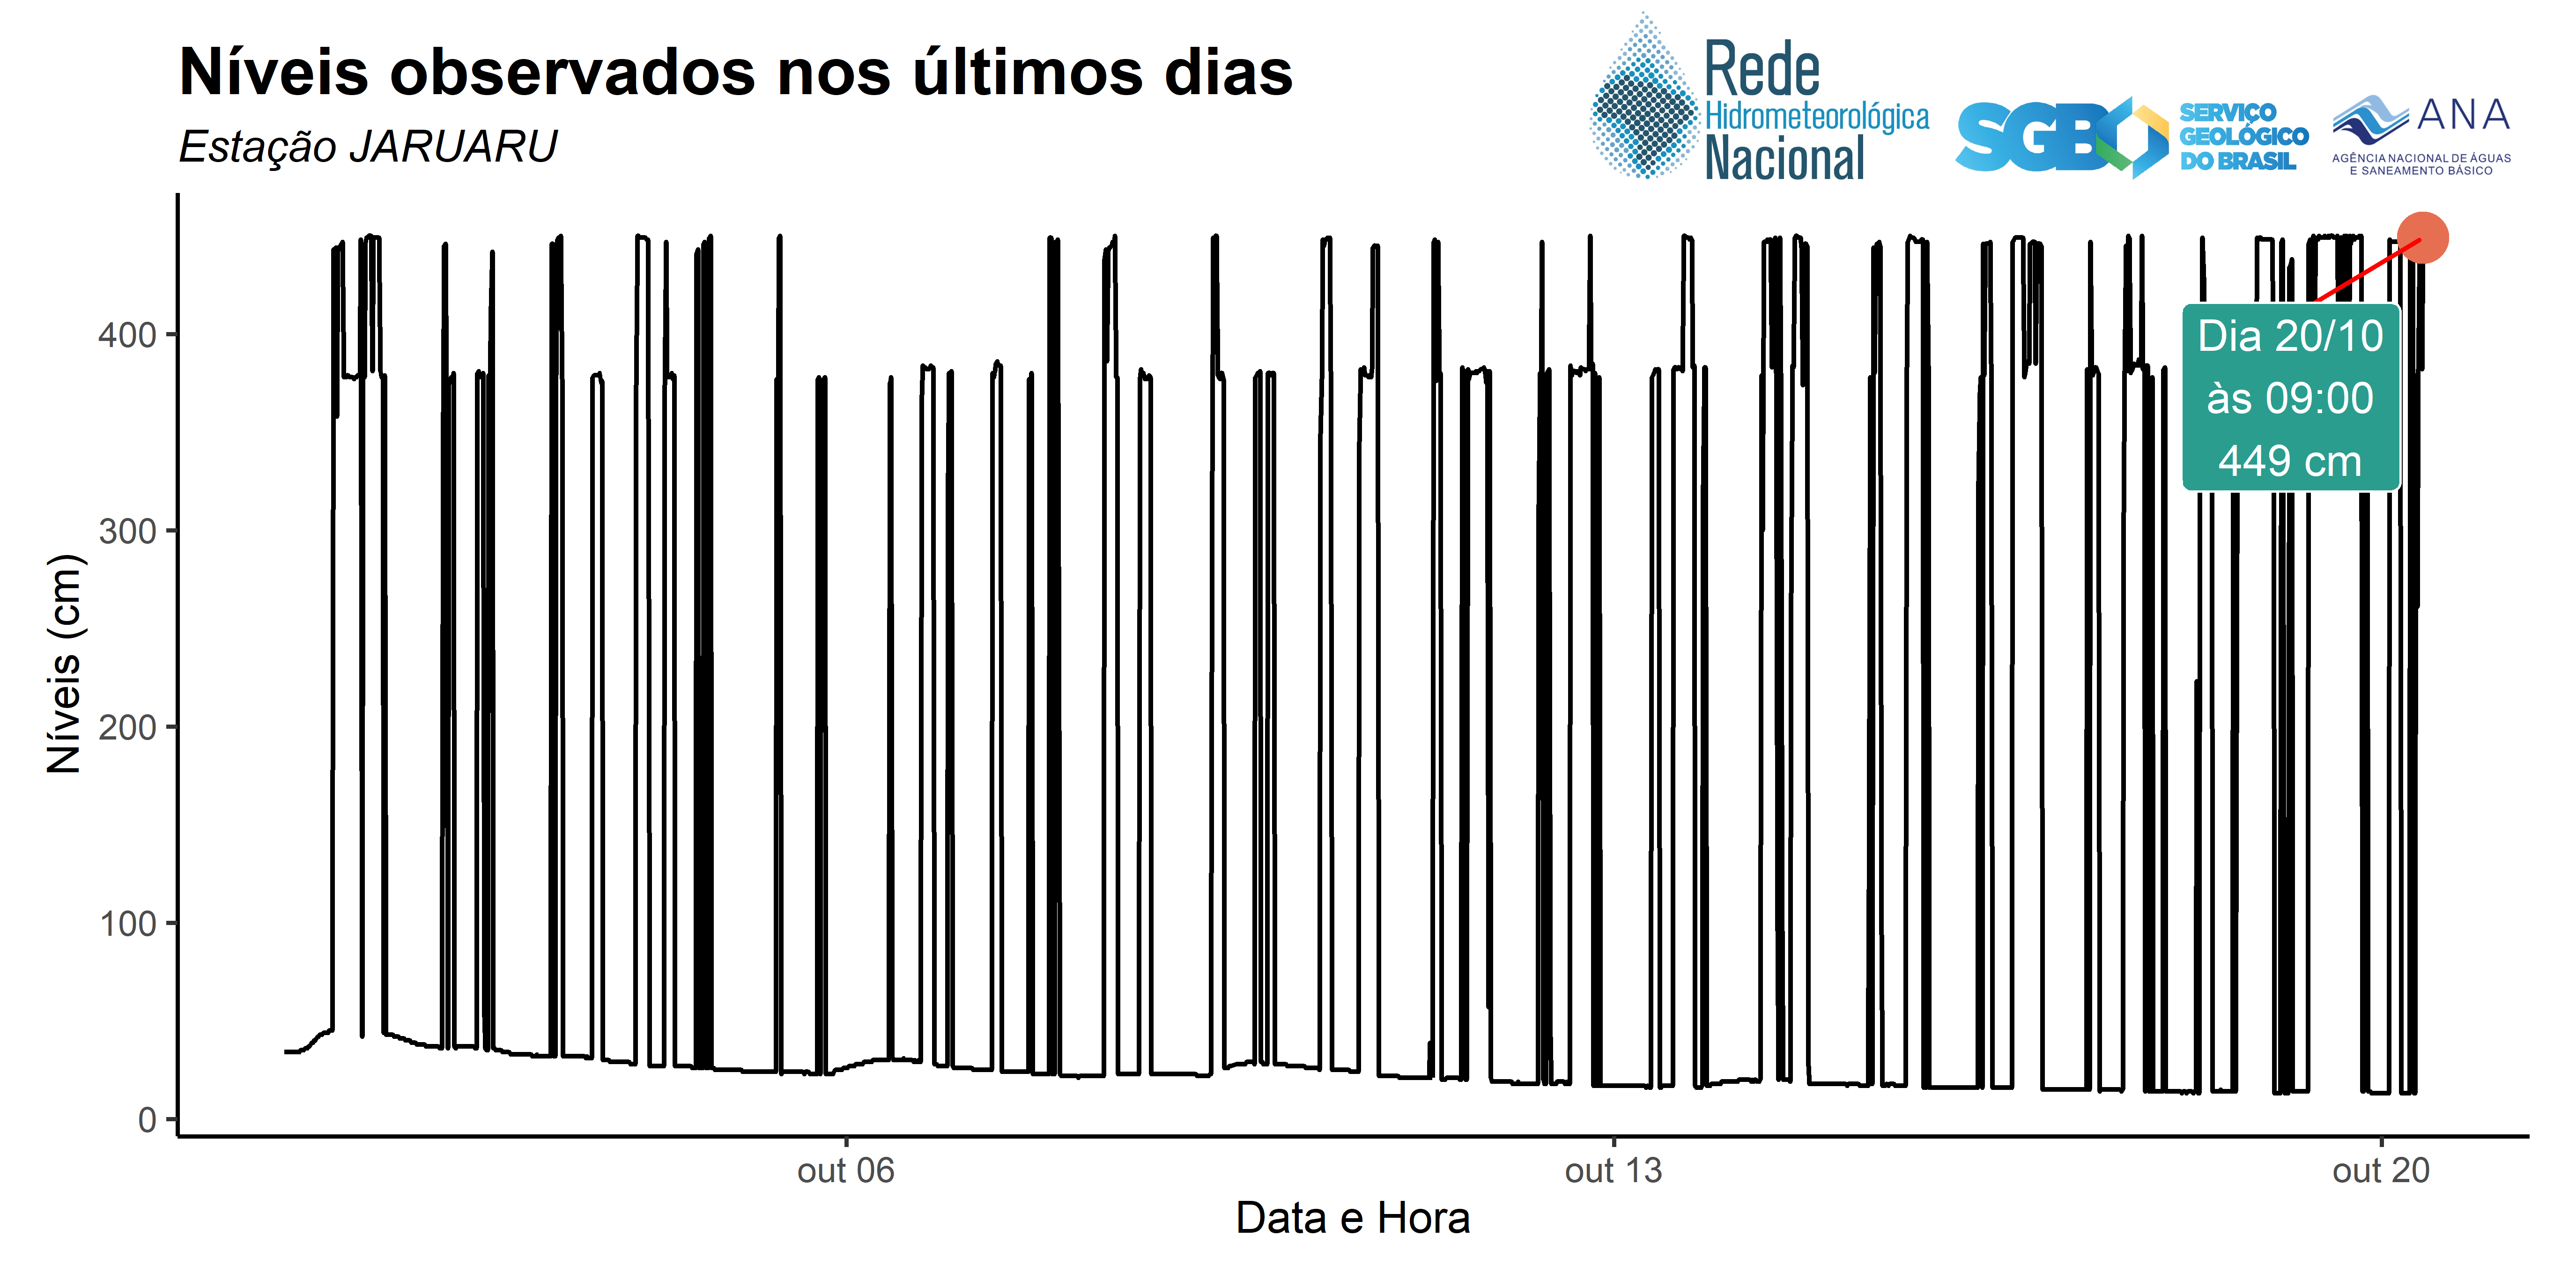 Níveis observados nos últimos dias
Estação JARUARU
Rede
Hidrometeorológica
Nacional
SGB
SERVIÇO
GEOLÓGICO
DO BRASIL
ANA
AGÊNCIA NACIONAL DE ÁGUAS
E SANEAMENTO BÁSICO
Níveis (cm)
400
300
200
100
0
Dia 20/10
às 09:00
449 cm
out 06
out 13
out 20
Data e Hora